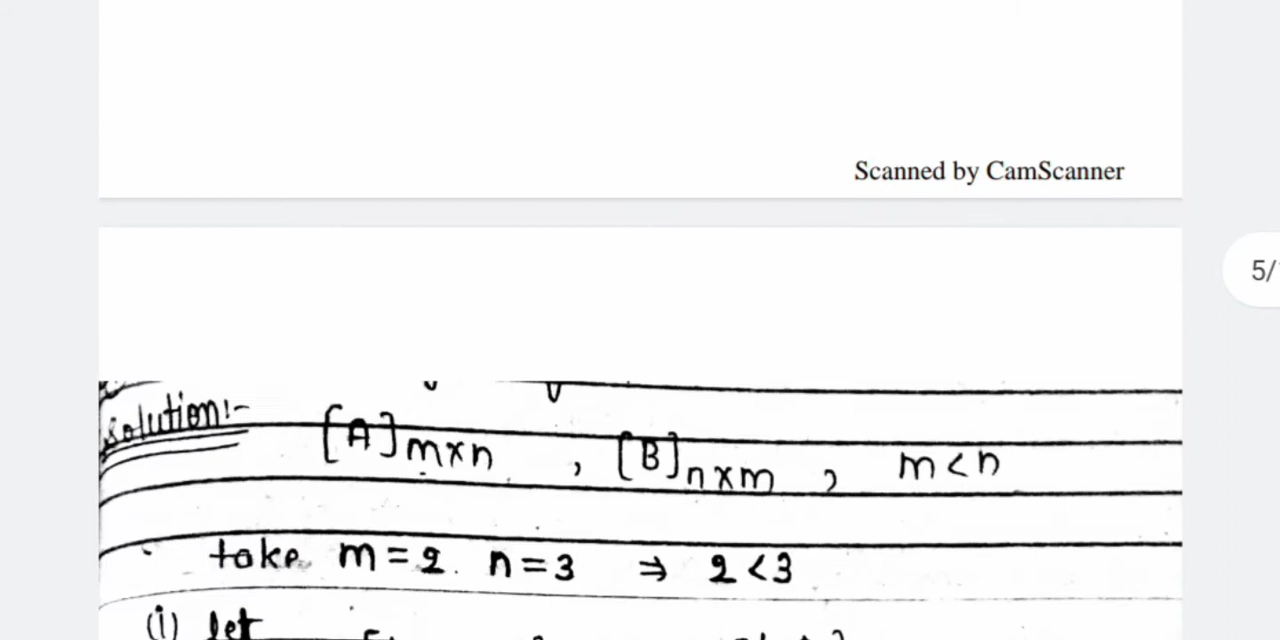 Scanned by CamScanner
5/
Solution:-
[A]m×n , [B]n×m , m<n
take m=2. n=3 ⇒ 2<3
(i) let